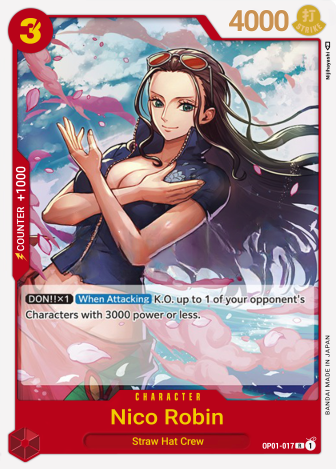 3
4000
打
STRIKE
Nijihayashi
COUNTER +1000
DON!!×1 When Attacking K.O. up to 1 of your opponent's
Characters with 3000 power or less.
BANDAI MADE IN JAPAN
CHARACTER
Nico Robin
Straw Hat Crew
OP01-017 R 1